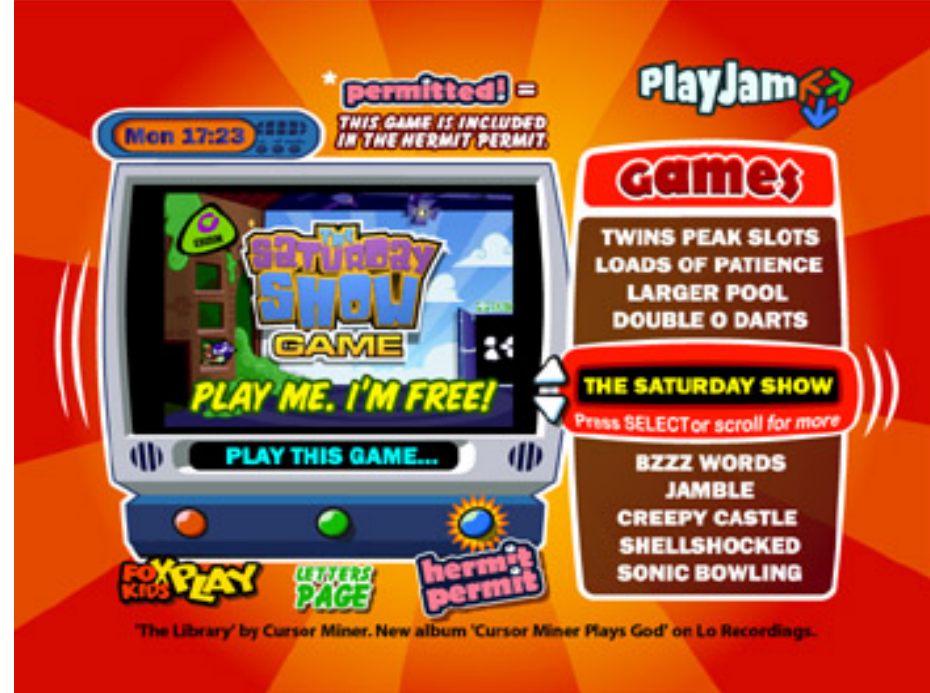 * permitted! =
THIS GAME IS INCLUDED
IN THE HERMIT PERMIT.
PlayJam
Mon 17:23
THE
SATURDAY
SHOW
GAME
PLAY ME. I'M FREE!
PLAY THIS GAME...
FOX
KIDS
PLAY
LETTERS
PAGE
hermit
permit
Games
TWINS PEAK SLOTS
LOADS OF PATIENCE
LARGER POOL
DOUBLE O DARTS
THE SATURDAY SHOW
Press SELECT or scroll for more
BZZZ WORDS
JAMBLE
CREEPY CASTLE
SHELLSHOCKED
SONIC BOWLING
'The Library' by Cursor Miner. New album 'Cursor Miner Plays God' on Lo Recordings.